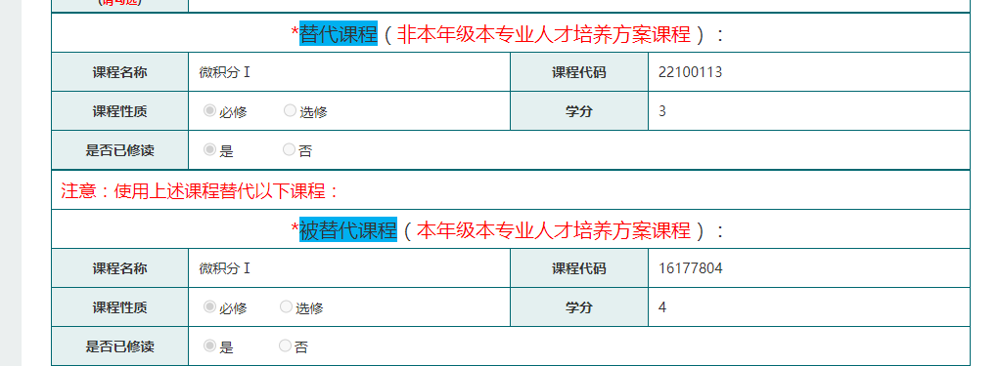 (请勾选)
*替代课程（非本年级本专业人才培养方案课程）：
课程名称 微积分Ⅰ 课程代码 22100113
课程性质 必修 选修 学分 3
是否已修读 是 否
注意：使用上述课程替代以下课程：
*被替代课程（本年级本专业人才培养方案课程）：
课程名称 微积分Ⅰ 课程代码 16177804
课程性质 必修 选修 学分 4
是否已修读 是 否